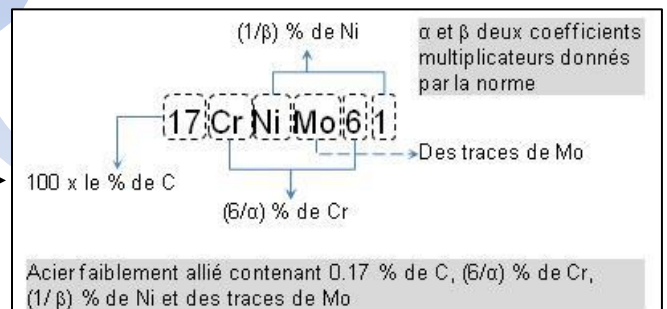 (1/β) % de Ni
α et β deux coefficients
multiplicateurs donnés
par la norme
17 Cr Ni Mo 6 1
Des traces de Mo
100 x le % de C
(6/α) % de Cr
Acier faiblement allié contenant 0.17 % de C, (6/α) % de Cr,
(1/ β) % de Ni et des traces de Mo